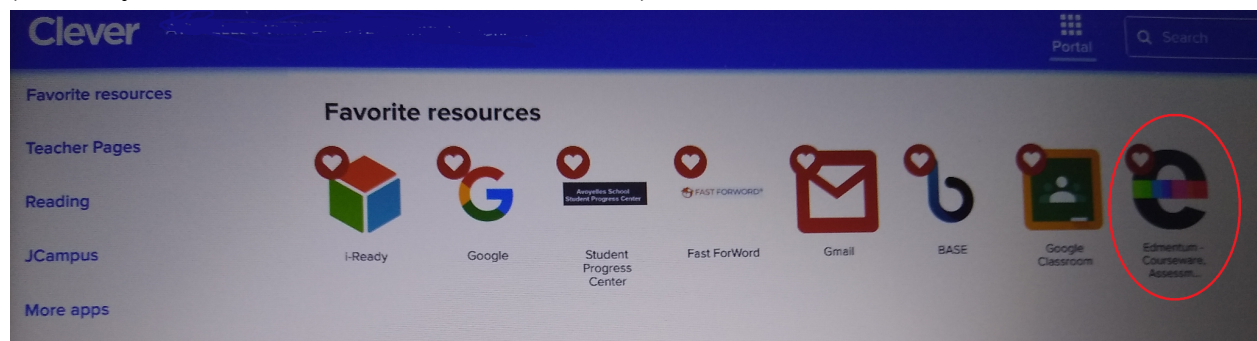 Clever
Portal
Search
Favorite resources
Teacher Pages
Reading
JCampus
More apps
Favorite resources
Avoyelles School
Student Progress Center
FAST FORWORD®
i-Ready
Google
Student
Progress
Center
Fast ForWord
Gmail
BASE
Google
Classroom
Edmentum -
Courseware,
Assessm...